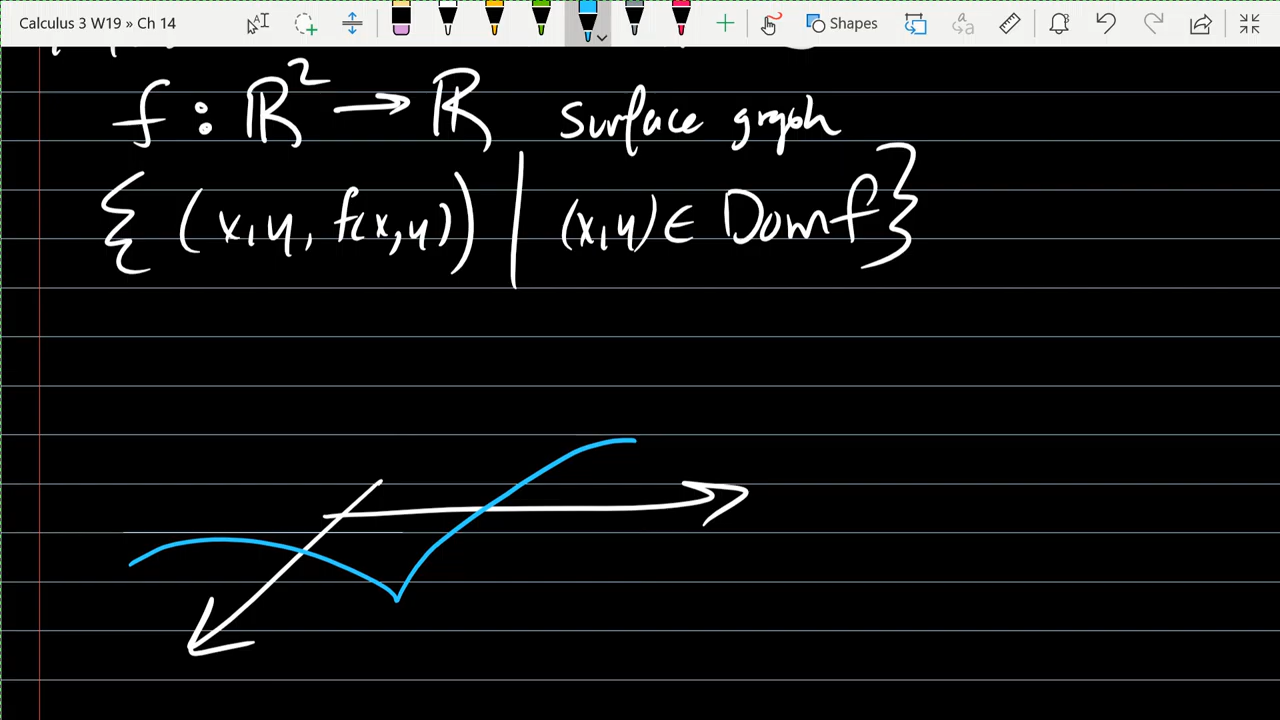 Calculus 3 W19 » Ch 14
Shapes
f : ℝ² → ℝ surface graph
{ (x, y, f(x, y)) | (x, y) ∈ Dom f }